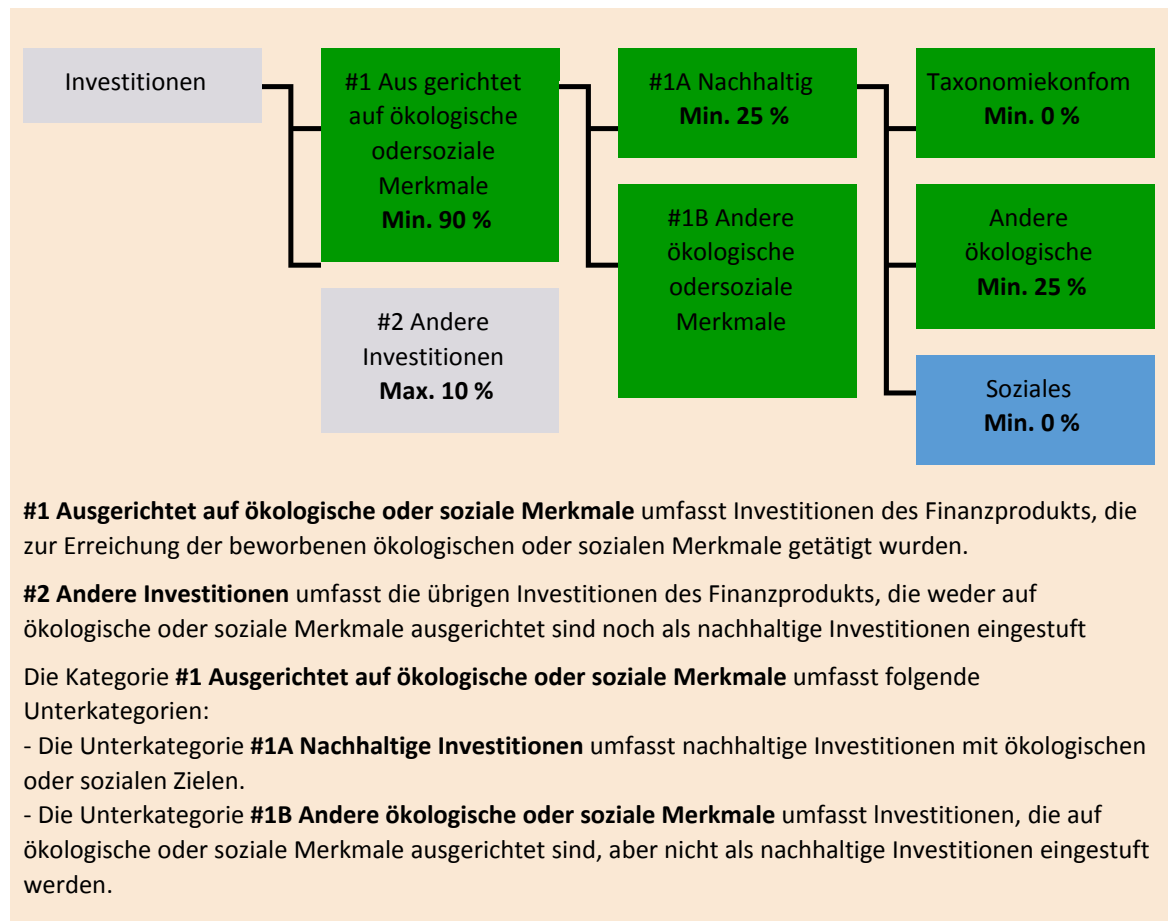 Investitionen
#1 Aus gerichtet
auf ökologische
odersoziale
Merkmale
Min. 90 %
#2 Andere
Investitionen
Max. 10 %
#1A Nachhaltig
Min. 25 %
#1B Andere
ökologische
odersoziale
Merkmale
Taxonomiekonfom
Min. 0 %
Andere
ökologische
Min. 25 %
Soziales
Min. 0 %
#1 Ausgerichtet auf ökologische oder soziale Merkmale umfasst Investitionen des Finanzprodukts, die
zur Erreichung der beworbenen ökologischen oder sozialen Merkmale getätigt wurden.
#2 Andere Investitionen umfasst die übrigen Investitionen des Finanzprodukts, die weder auf
ökologische oder soziale Merkmale ausgerichtet sind noch als nachhaltige Investitionen eingestuft
Die Kategorie #1 Ausgerichtet auf ökologische oder soziale Merkmale umfasst folgende
Unterkategorien:
- Die Unterkategorie #1A Nachhaltige Investitionen umfasst nachhaltige Investitionen mit ökologischen
oder sozialen Zielen.
- Die Unterkategorie #1B Andere ökologische oder soziale Merkmale umfasst lnvestitionen, die auf
ökologische oder soziale Merkmale ausgerichtet sind, aber nicht als nachhaltige Investitionen eingestuft
werden.